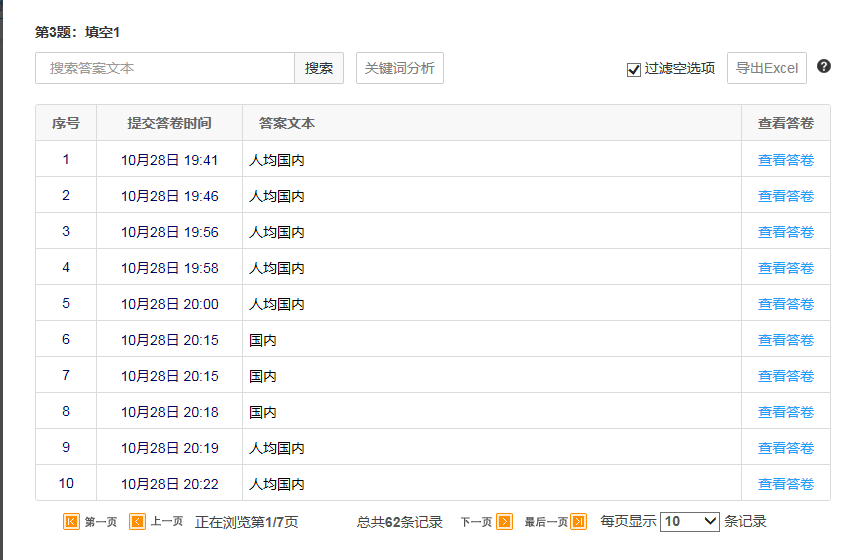 第3题：填空1
搜索答案文本 搜索 关键词分析 过滤空选项 导出Excel ?
序号 提交答卷时间 答案文本 查看答卷
1 10月28日 19:41 人均国内 查看答卷
2 10月28日 19:46 人均国内 查看答卷
3 10月28日 19:56 人均国内 查看答卷
4 10月28日 19:58 人均国内 查看答卷
5 10月28日 20:00 人均国内 查看答卷
6 10月28日 20:15 国内 查看答卷
7 10月28日 20:15 国内 查看答卷
8 10月28日 20:18 国内 查看答卷
9 10月28日 20:19 人均国内 查看答卷
10 10月28日 20:22 人均国内 查看答卷
第一页 上一页 正在浏览第1/7页 总共62条记录 下一页 最后一页 每页显示 10 条记录